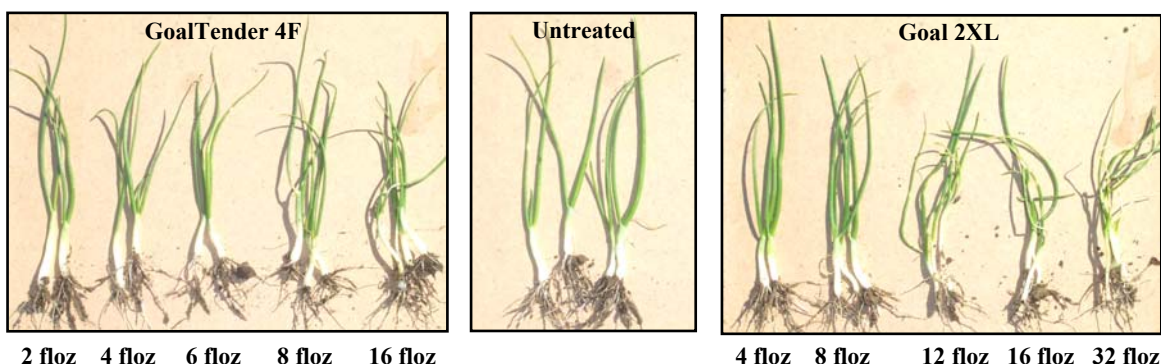 GoalTender 4F
Untreated
Goal 2XL
2 floz 4 floz 6 floz 8 floz 16 floz
4 floz 8 floz 12 floz 16 floz 32 floz